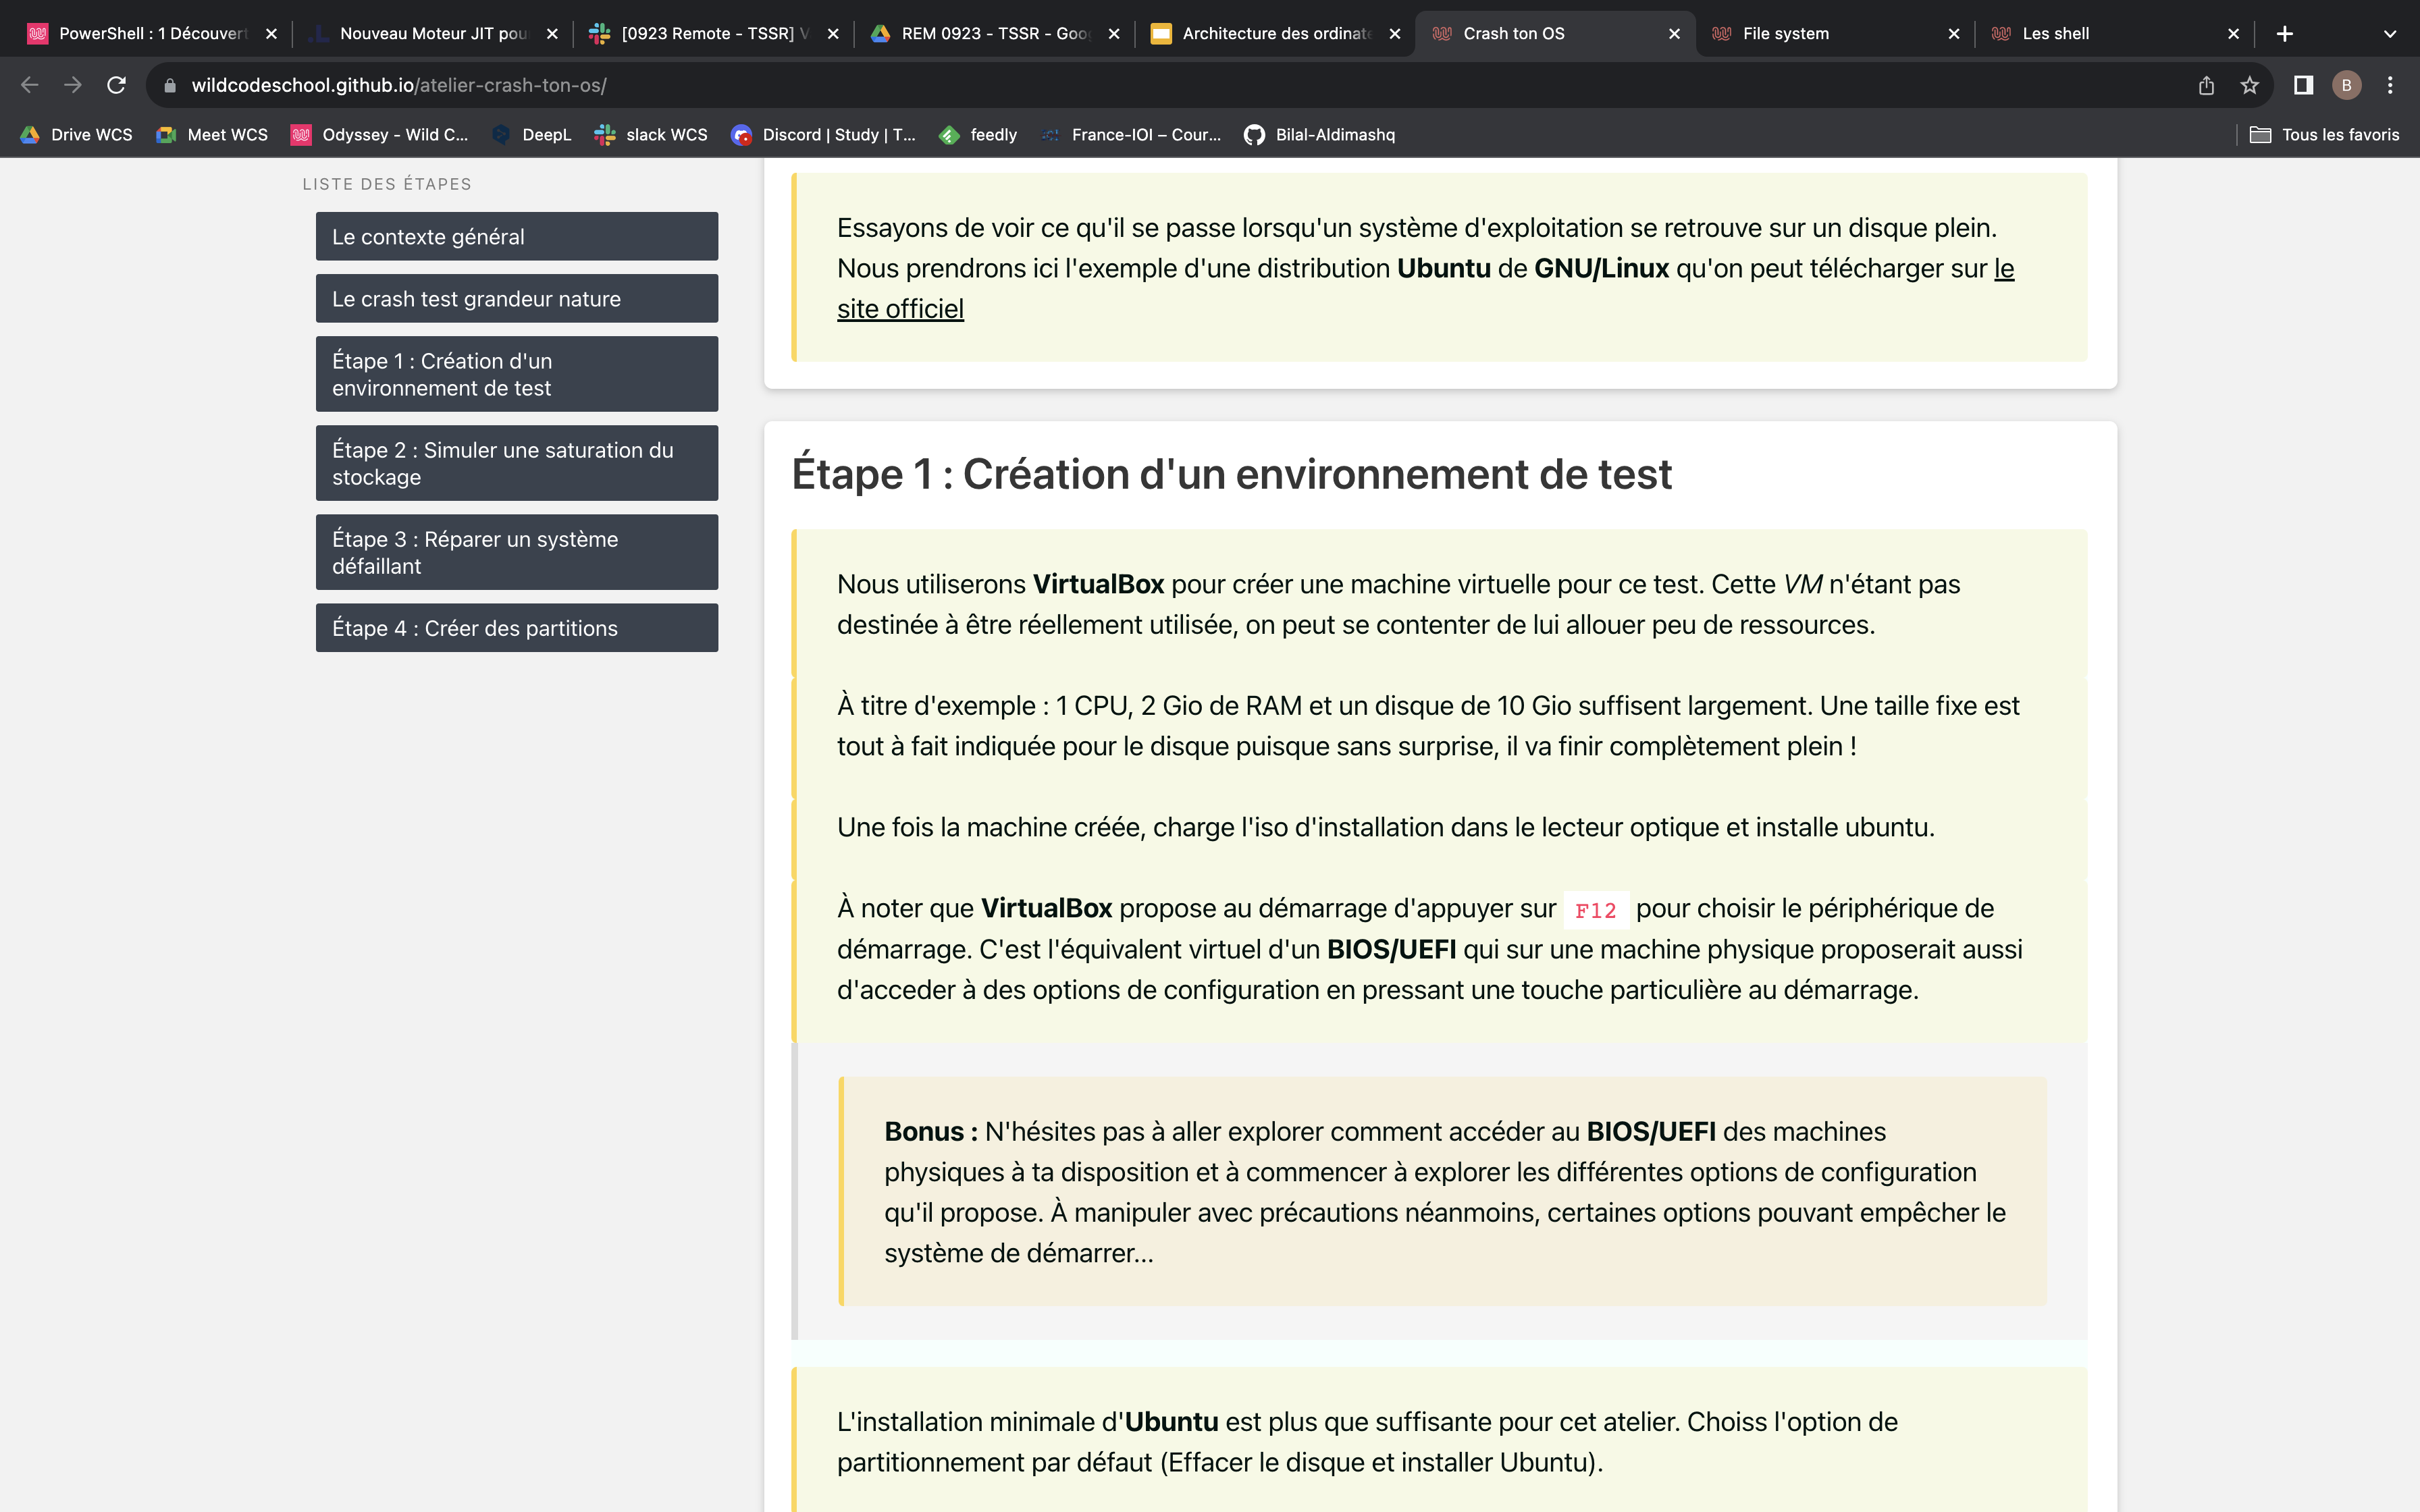 PowerShell : 1 Découvert
Nouveau Moteur JIT pou
[0923 Remote - TSSR] V
REM 0923 - TSSR - Goo
Architecture des ordinat
Crash ton OS
File system
Les shell
wildcodeschool.github.io/atelier-crash-ton-os/
B
Drive WCS
Meet WCS
Odyssey - Wild C...
DeepL
slack WCS
Discord | Study | T...
feedly
France-IOI – Cour...
Bilal-Aldimashq
Tous les favoris
LISTE DES ÉTAPES
Le contexte général
Le crash test grandeur nature
Étape 1 : Création d'un
environnement de test
Étape 2 : Simuler une saturation du
stockage
Étape 3 : Réparer un système
défaillant
Étape 4 : Créer des partitions
Essayons de voir ce qu'il se passe lorsqu'un système d'exploitation se retrouve sur un disque plein.
Nous prendrons ici l'exemple d'une distribution Ubuntu de GNU/Linux qu'on peut télécharger sur le
site officiel
Étape 1 : Création d'un environnement de test
Nous utiliserons VirtualBox pour créer une machine virtuelle pour ce test. Cette VM n'étant pas
destinée à être réellement utilisée, on peut se contenter de lui allouer peu de ressources.
À titre d'exemple : 1 CPU, 2 Gio de RAM et un disque de 10 Gio suffisent largement. Une taille fixe est
tout à fait indiquée pour le disque puisque sans surprise, il va finir complètement plein !
Une fois la machine créée, charge l'iso d'installation dans le lecteur optique et installe ubuntu.
À noter que VirtualBox propose au démarrage d'appuyer sur F12 pour choisir le périphérique de
démarrage. C'est l'équivalent virtuel d'un BIOS/UEFI qui sur une machine physique proposerait aussi
d'acceder à des options de configuration en pressant une touche particulière au démarrage.
Bonus : N'hésites pas à aller explorer comment accéder au BIOS/UEFI des machines
physiques à ta disposition et à commencer à explorer les différentes options de configuration
qu'il propose. À manipuler avec précautions néanmoins, certaines options pouvant empêcher le
système de démarrer...
L'installation minimale d'Ubuntu est plus que suffisante pour cet atelier. Choiss l'option de
partitionnement par défaut (Effacer le disque et installer Ubuntu).